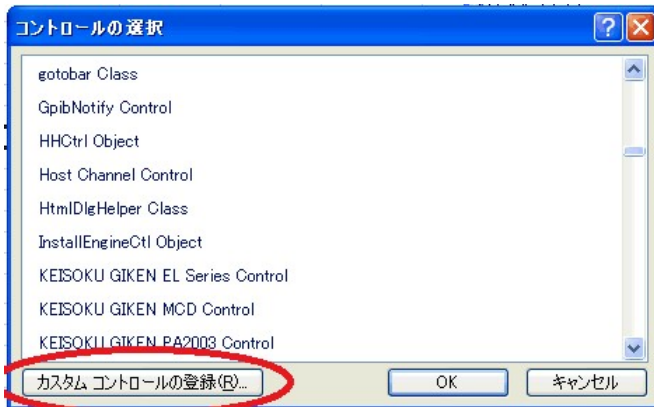 コントロールの選択
gotobar Class
GpibNotify Control
HHCtrl Object
Host Channel Control
HtmlDlgHelper Class
InstallEngineCtl Object
KEISOKU GIKEN EL Series Control
KEISOKU GIKEN MCD Control
KEISOKU GIKEN PA2003 Control
カスタム コントロールの登録(R)... OK キャンセル